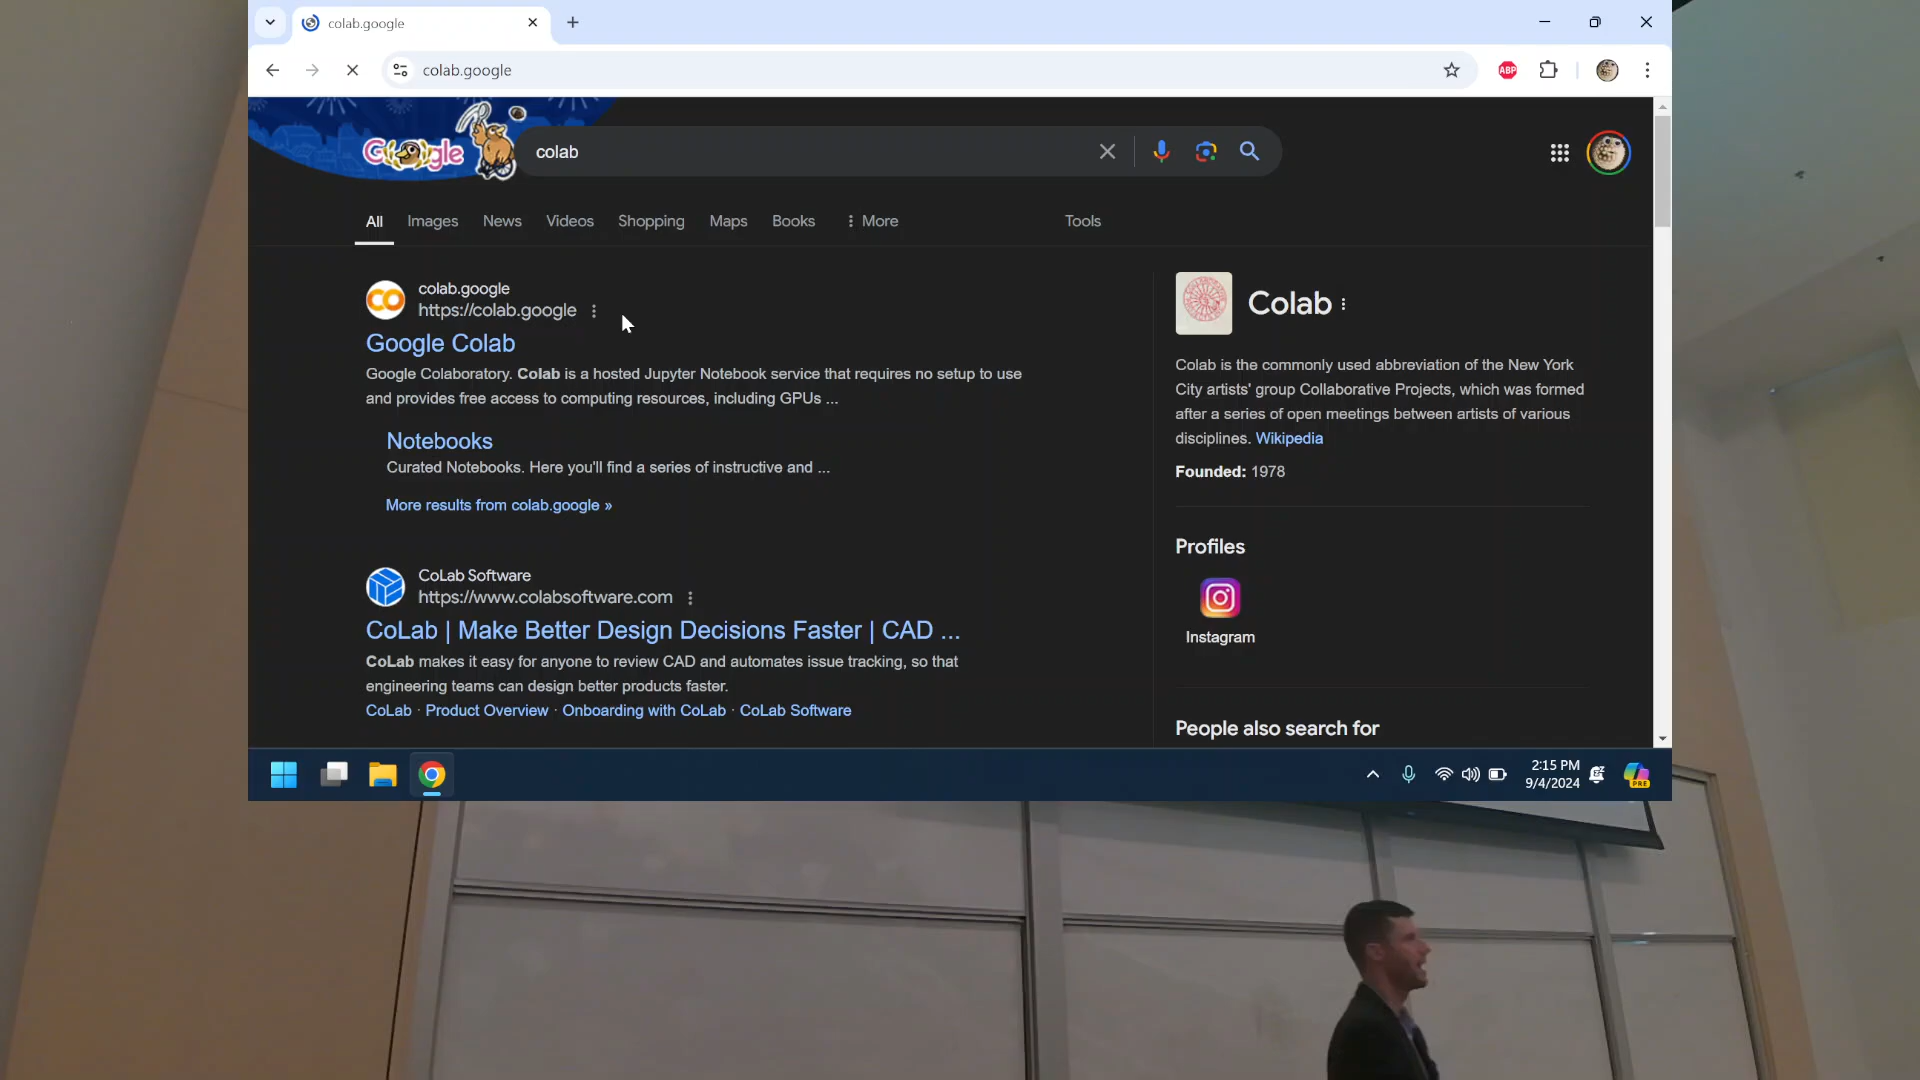 colab.google
colab.google
ABP
Google
colab
All Images News Videos Shopping Maps Books More Tools
colab.google
https://colab.google
Google Colab
Google Colaboratory. Colab is a hosted Jupyter Notebook service that requires no setup to use
and provides free access to computing resources, including GPUs ...
Notebooks
Curated Notebooks. Here you'll find a series of instructive and ...
More results from colab.google »
CoLab Software
https://www.colabsoftware.com
CoLab | Make Better Design Decisions Faster | CAD ...
CoLab makes it easy for anyone to review CAD and automates issue tracking, so that
engineering teams can design better products faster.
CoLab · Product Overview · Onboarding with CoLab · CoLab Software
Colab
Colab is the commonly used abbreviation of the New York
City artists' group Collaborative Projects, which was formed
after a series of open meetings between artists of various
disciplines. Wikipedia
Founded: 1978
Profiles
Instagram
People also search for
2:15 PM
9/4/2024
PRE